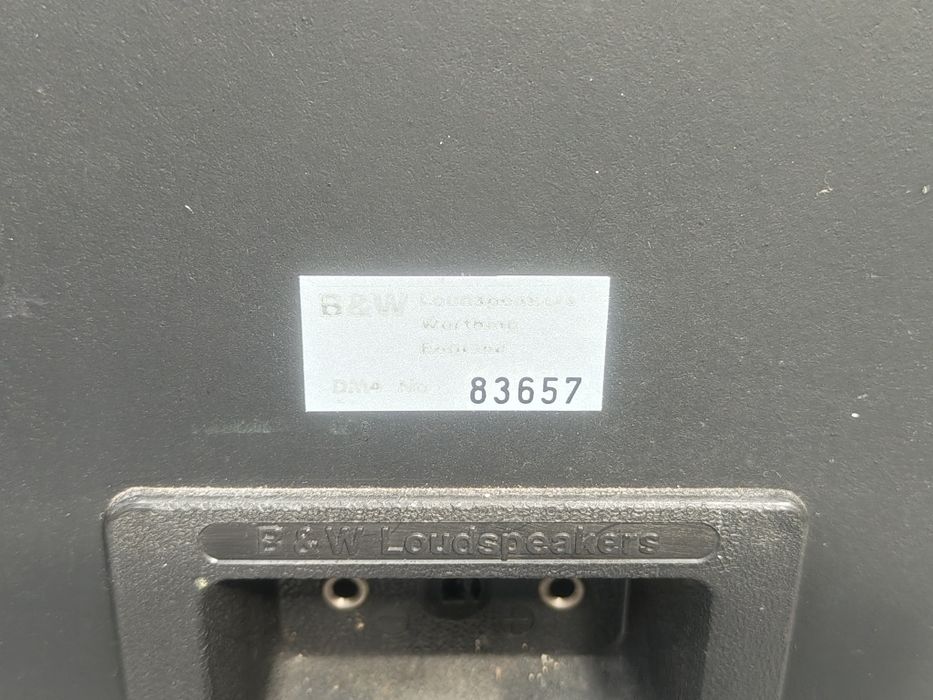 B&W Loudspeakers
Worthing
England
DM4 No 83657
B & W Loudspeakers